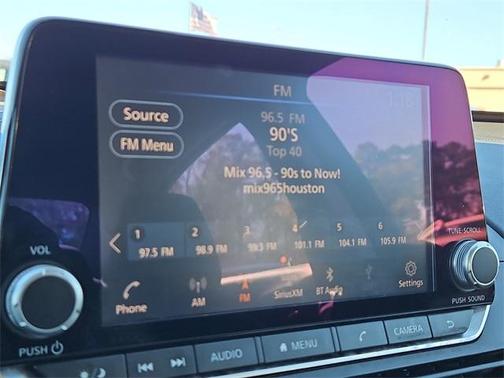 FM
1:18
Source
96.5 FM
90'S
FM Menu
Top 40
Mix 96.5 - 90s to Now!
mix965houston
1 2 3 4 5 6
97.5 FM 98.9 FM 99.3 FM 101.1 FM 104.1 FM 105.9 FM
VOL
TUNE·SCROLL
Phone AM FM SiriusXM BT Audio Settings
PUSH
PUSH SOUND
AUDIO MENU CAMERA